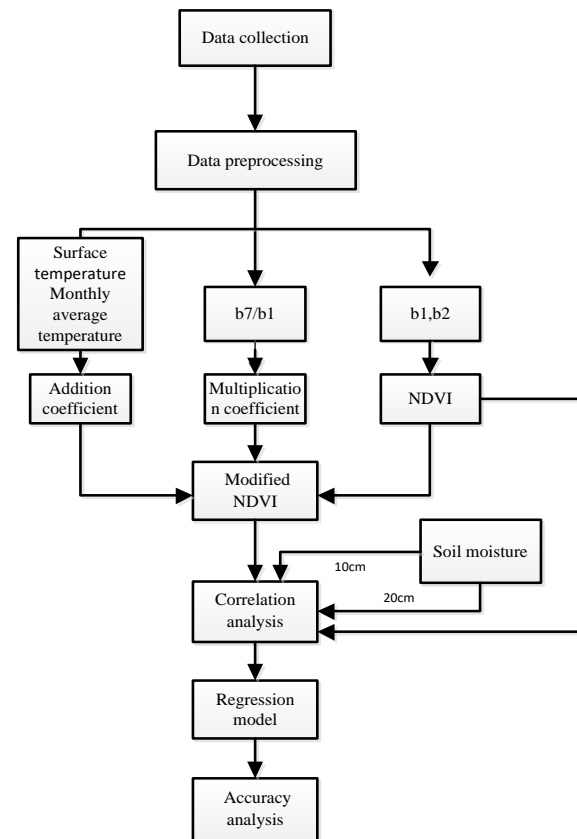 Data collection
Data preprocessing
Surface
temperature
Monthly
average
temperature
b7/b1
b1,b2
Addition
coefficient
Multiplicatio
n coefficient
NDVI
Modified
NDVI
Soil moisture
10cm
20cm
Correlation
analysis
Regression
model
Accuracy
analysis